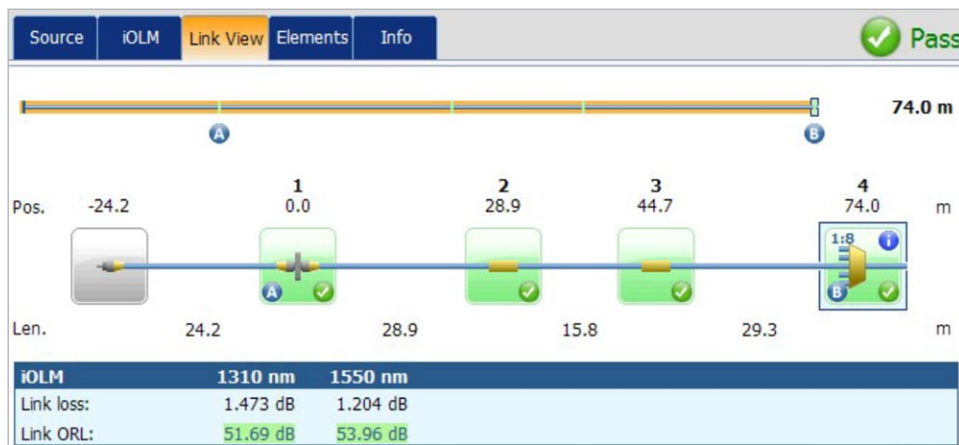 Source iOLM Link View Elements Info Pass
74.0 m
A B
1 2 3 4
Pos. -24.2 0.0 28.9 44.7 74.0 m
1:8 i
A B
Len. 24.2 28.9 15.8 29.3 m
iOLM 1310 nm 1550 nm
Link loss: 1.473 dB 1.204 dB
Link ORL: 51.69 dB 53.96 dB